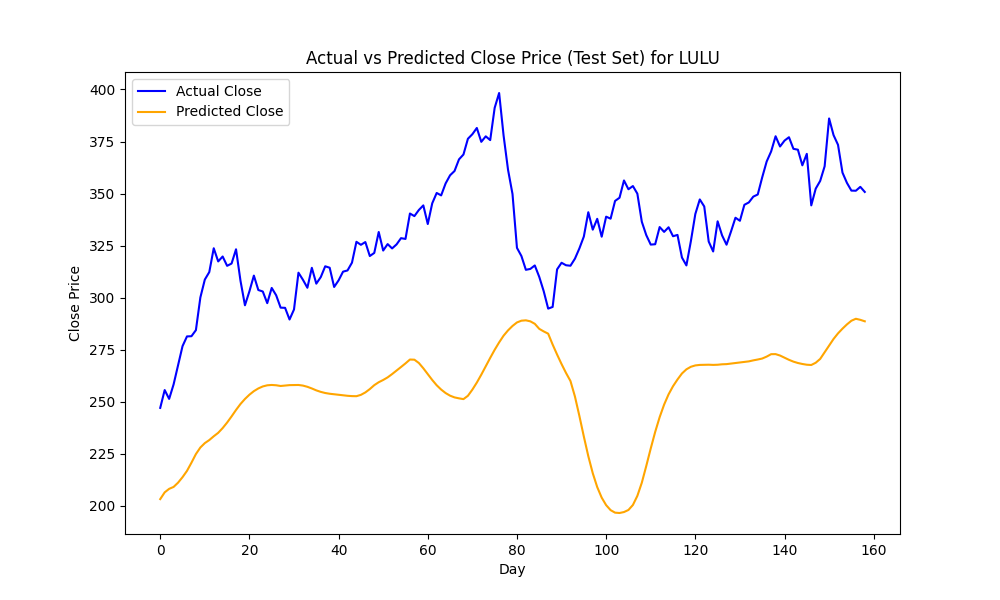 Actual vs Predicted Close Price (Test Set) for LULU
Actual Close
Predicted Close
Close Price
400
375
350
325
300
275
250
225
200
0 20 40 60 80 100 120 140 160
Day